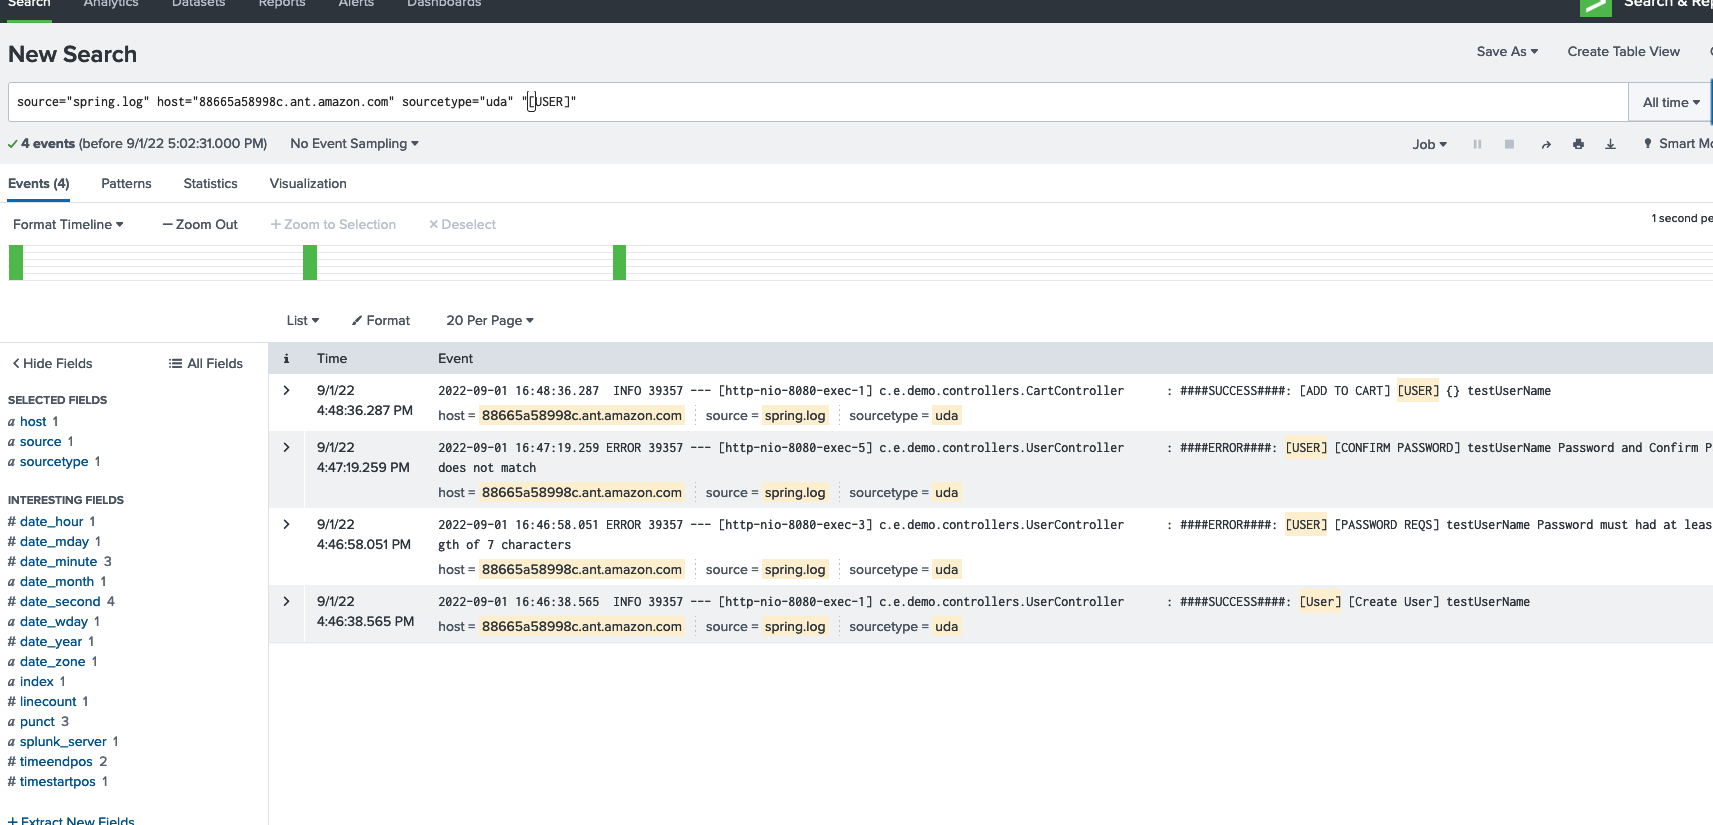 Search Analytics Datasets Reports Alerts Dashboards Search & Rep
New Search
Save As Create Table View
source="spring.log" host="88665a58998c.ant.amazon.com" sourcetype="uda" "[USER]"
All time
4 events (before 9/1/22 5:02:31.000 PM) No Event Sampling
Job Smart Mo
Events (4) Patterns Statistics Visualization
Format Timeline — Zoom Out + Zoom to Selection × Deselect
1 second pe
List Format 20 Per Page
< Hide Fields All Fields
i Time Event
SELECTED FIELDS
a host 1
a source 1
a sourcetype 1
INTERESTING FIELDS
# date_hour 1
# date_mday 1
# date_minute 3
a date_month 1
# date_second 4
a date_wday 1
# date_year 1
a date_zone 1
a index 1
# linecount 1
a punct 3
a splunk_server 1
# timeendpos 2
# timestartpos 1
+ Extract New Fields
> 9/1/22 2022-09-01 16:48:36.287  INFO 39357 --- [http-nio-8080-exec-1] c.e.demo.controllers.CartController      : ####SUCCESS####: [ADD TO CART] [USER] {} testUserName
4:48:36.287 PM
host = 88665a58998c.ant.amazon.com source = spring.log sourcetype = uda
> 9/1/22 2022-09-01 16:47:19.259 ERROR 39357 --- [http-nio-8080-exec-5] c.e.demo.controllers.UserController      : ####ERROR####: [USER] [CONFIRM PASSWORD] testUserName Password and Confirm P
4:47:19.259 PM does not match
host = 88665a58998c.ant.amazon.com source = spring.log sourcetype = uda
> 9/1/22 2022-09-01 16:46:58.051 ERROR 39357 --- [http-nio-8080-exec-3] c.e.demo.controllers.UserController      : ####ERROR####: [USER] [PASSWORD REQS] testUserName Password must had at leas
4:46:58.051 PM gth of 7 characters
host = 88665a58998c.ant.amazon.com source = spring.log sourcetype = uda
> 9/1/22 2022-09-01 16:46:38.565  INFO 39357 --- [http-nio-8080-exec-1] c.e.demo.controllers.UserController      : ####SUCCESS####: [User] [Create User] testUserName
4:46:38.565 PM
host = 88665a58998c.ant.amazon.com source = spring.log sourcetype = uda